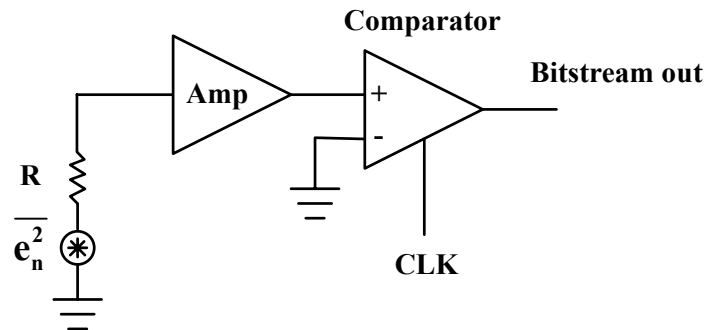 Comparator
Bitstream out
Amp
+
-
R
e_n^2
CLK